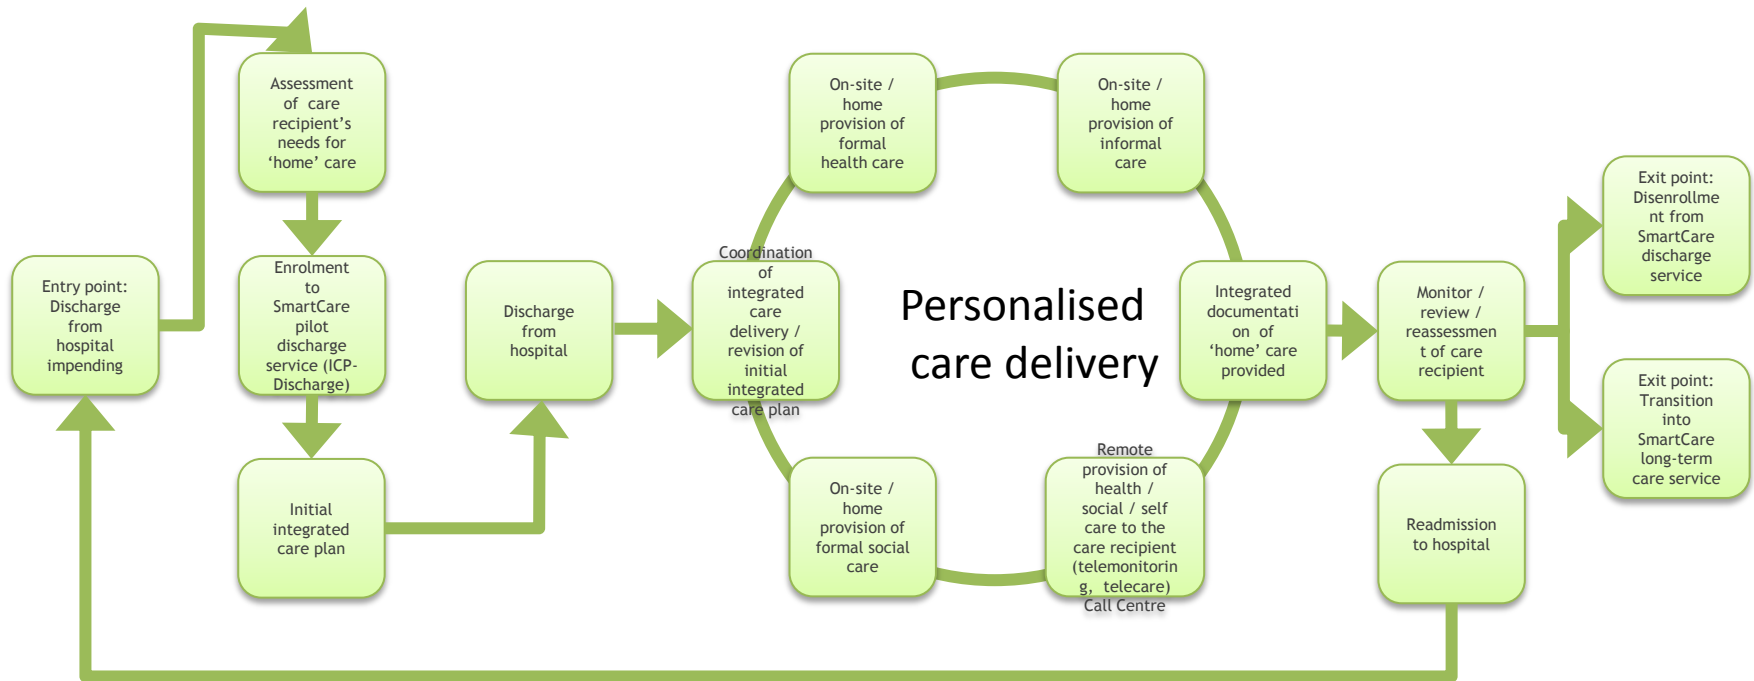 Entry point:
Discharge
from
hospital
impending
Assessment
of care
recipient’s
needs for
‘home’ care
Enrolment
to
SmartCare
pilot
discharge
service (ICP-
Discharge)
Initial
integrated
care plan
Discharge
from
hospital
Coordination
of
integrated
care
delivery /
revision of
initial
integrated
care plan
On-site /
home
provision of
formal
health care
On-site /
home
provision of
informal
care
Personalised
care delivery
On-site /
home
provision of
formal social
care
Remote
provision of
health /
social / self
care to the
care recipient
(telemonitorin
g, telecare)
Call Centre
Integrated
documentati
on of
‘home’ care
provided
Monitor /
review /
reassessmen
t of care
recipient
Readmission
to hospital
Exit point:
Disenrollme
nt from
SmartCare
discharge
service
Exit point:
Transition
into
SmartCare
long-term
care service